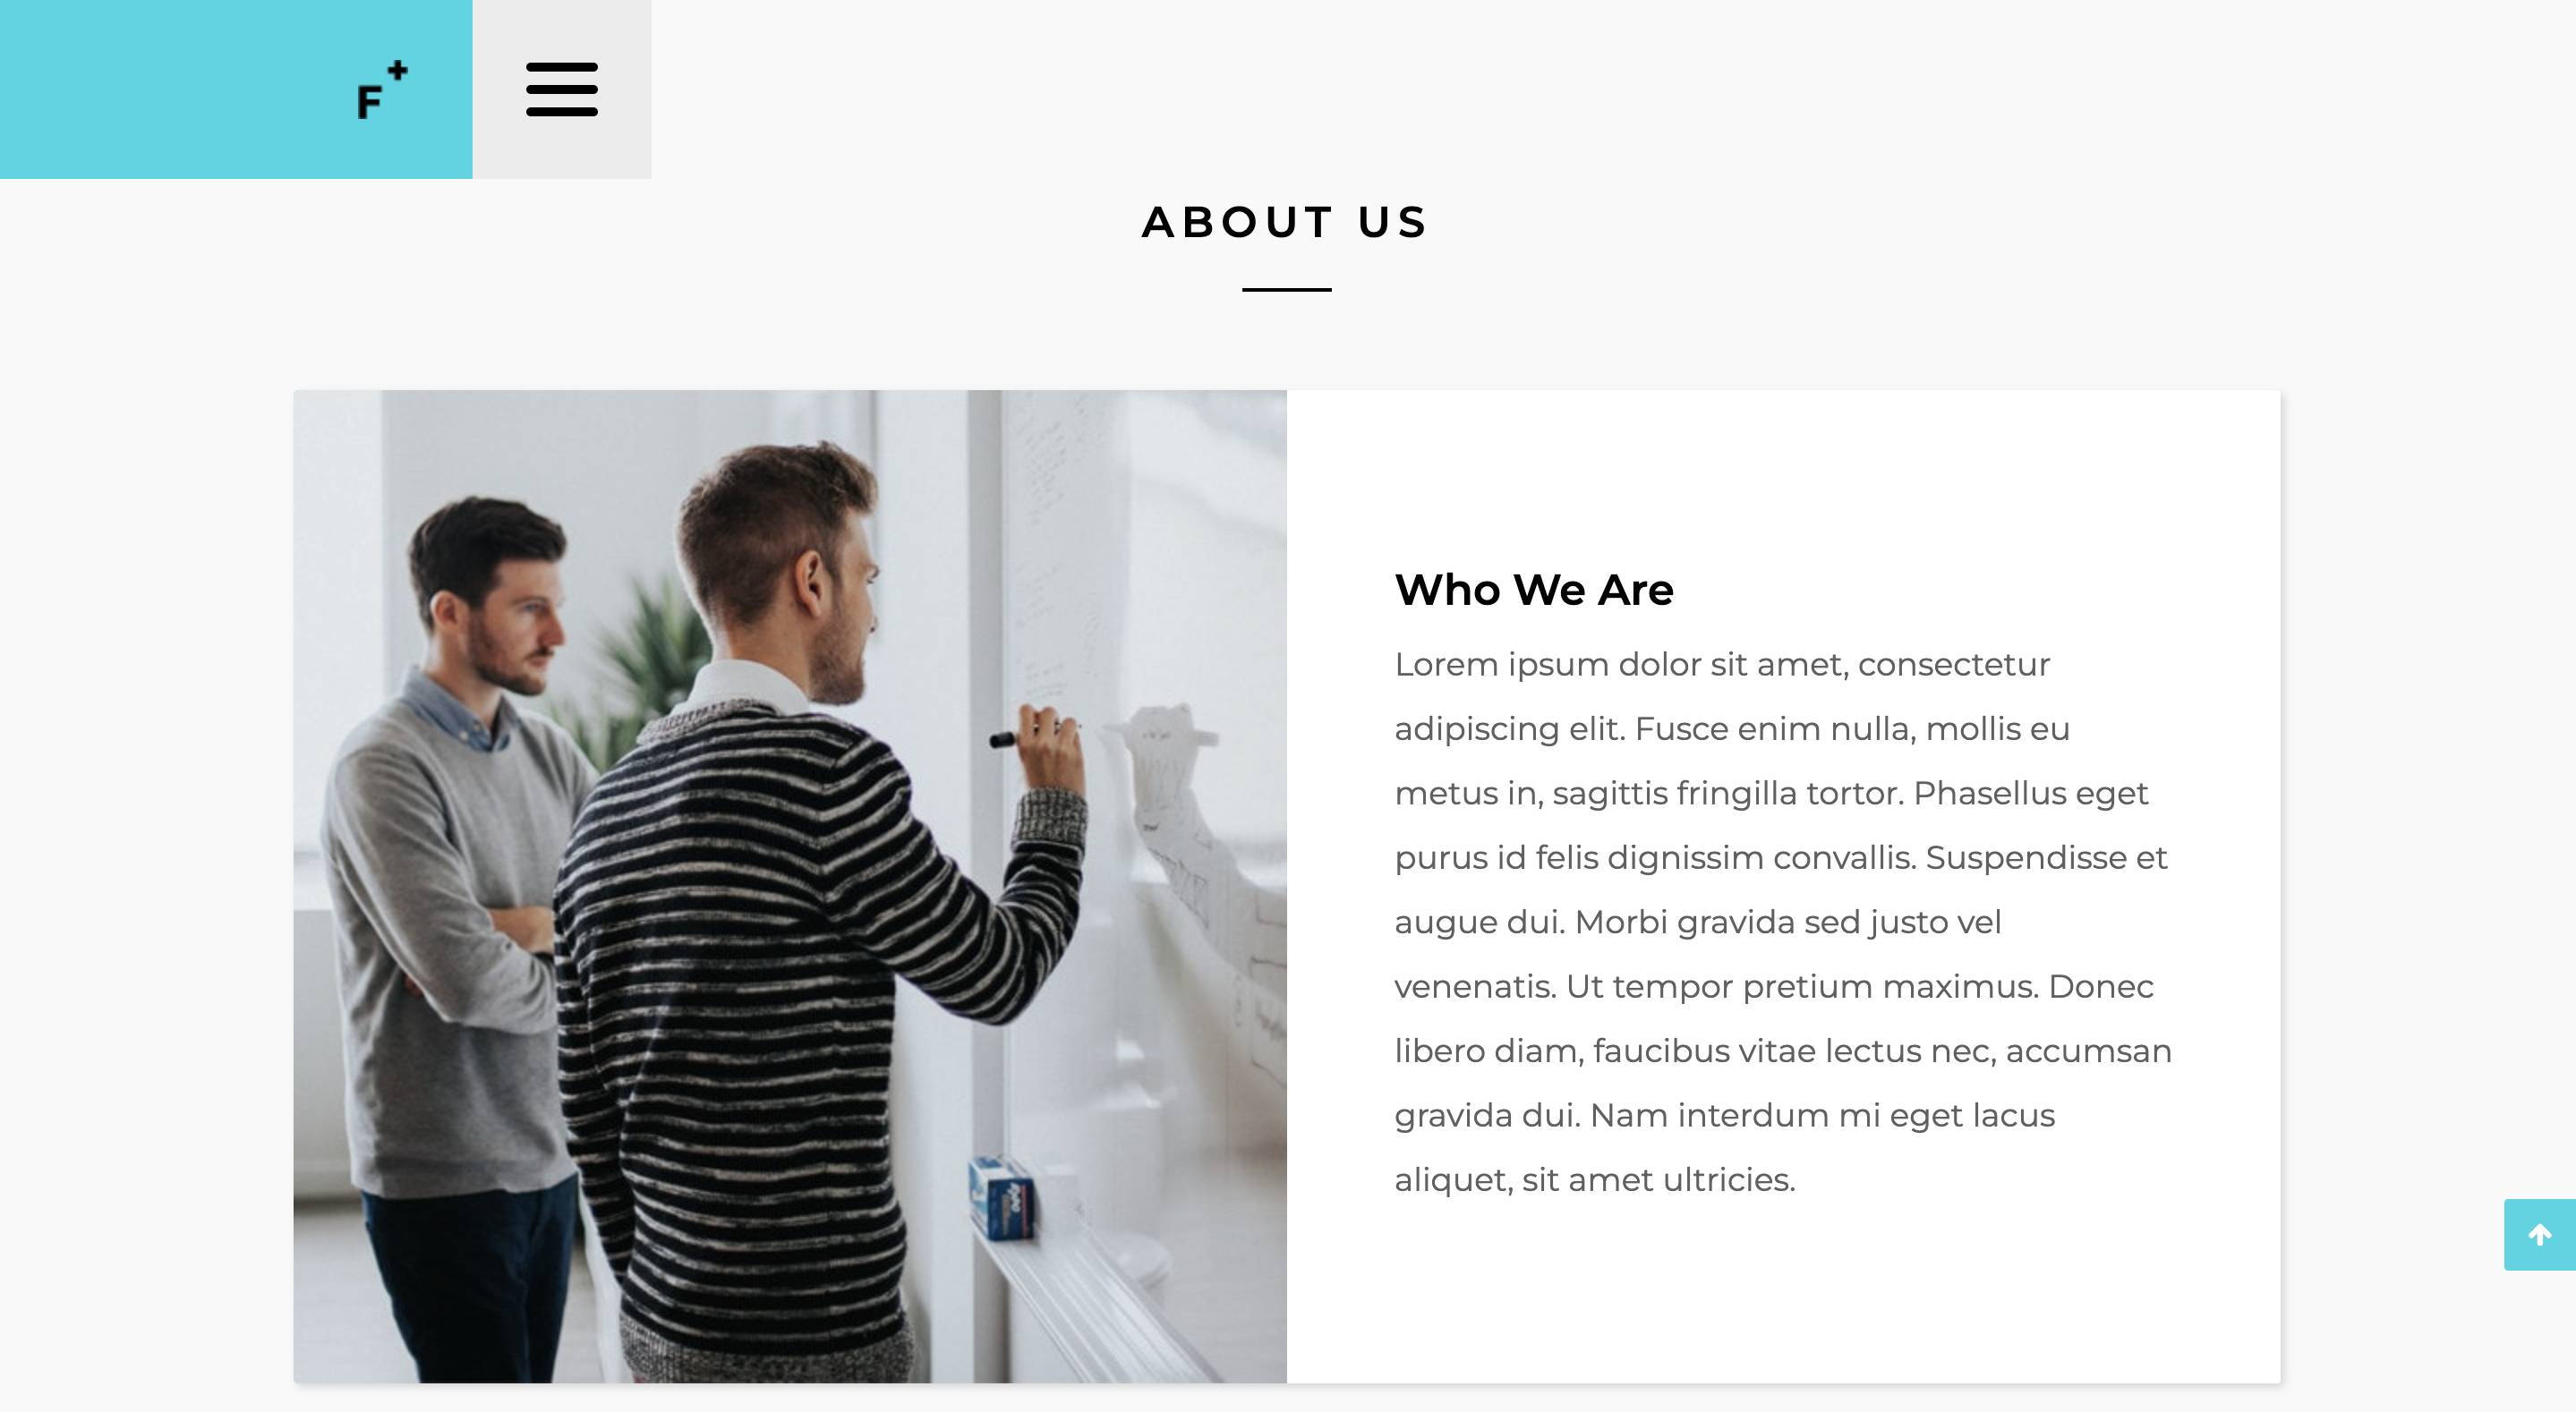 F+
ABOUT US
Who We Are
Lorem ipsum dolor sit amet, consectetur
adipiscing elit. Fusce enim nulla, mollis eu
metus in, sagittis fringilla tortor. Phasellus eget
purus id felis dignissim convallis. Suspendisse et
augue dui. Morbi gravida sed justo vel
venenatis. Ut tempor pretium maximus. Donec
libero diam, faucibus vitae lectus nec, accumsan
gravida dui. Nam interdum mi eget lacus
aliquet, sit amet ultricies.